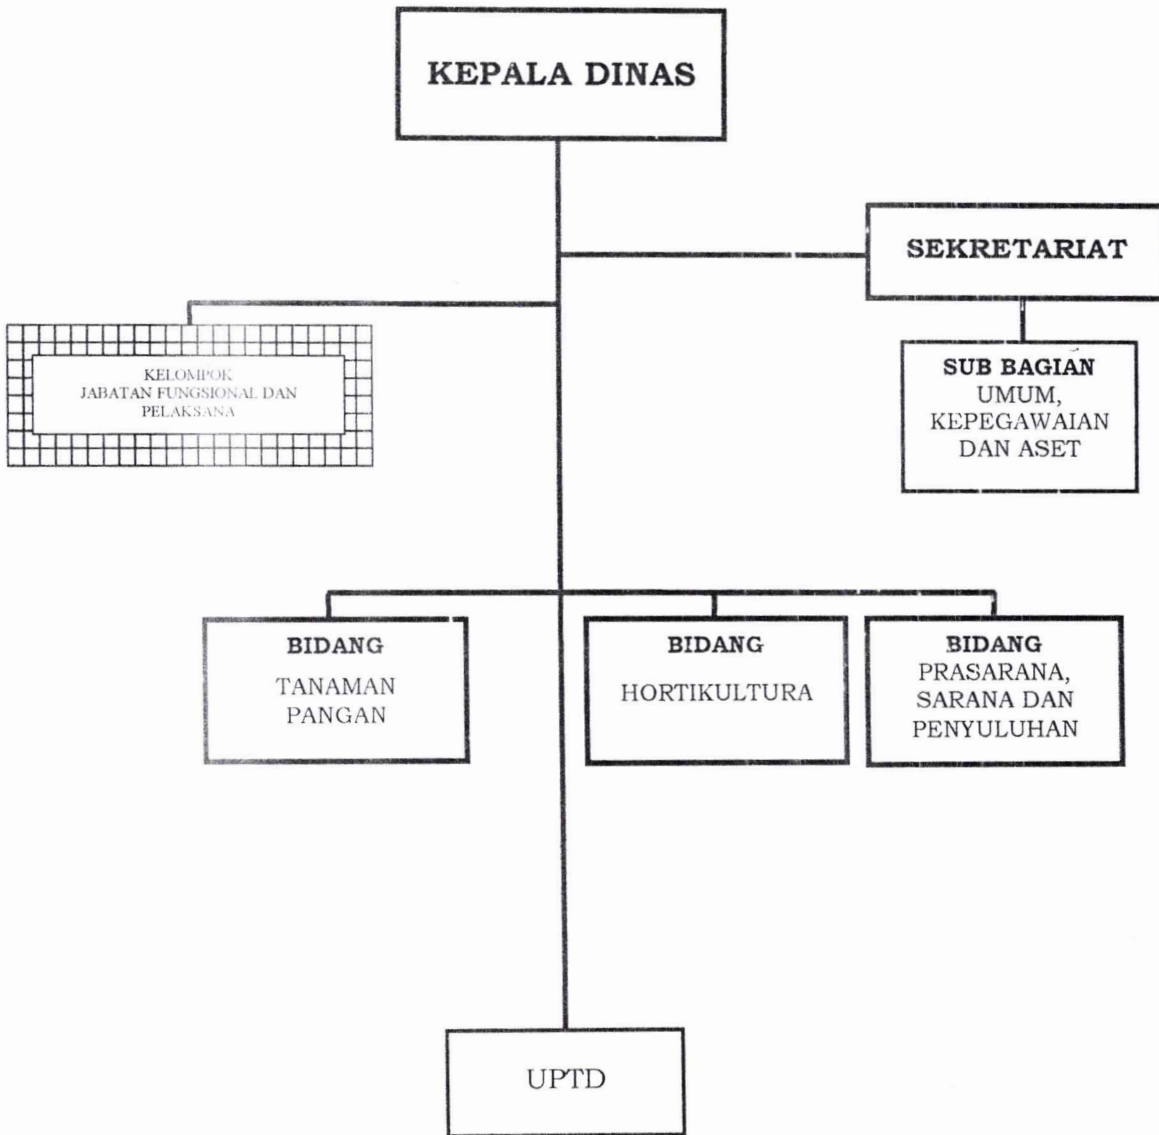 KEPALA DINAS
SEKRETARIAT
KELOMPOK
JABATAN FUNGSIONAL DAN
PELAKSANA
SUB BAGIAN
UMUM,
KEPEGAWAIAN
DAN ASET
BIDANG
TANAMAN
PANGAN
BIDANG
HORTIKULTURA
BIDANG
PRASARANA,
SARANA DAN
PENYULUHAN
UPTD